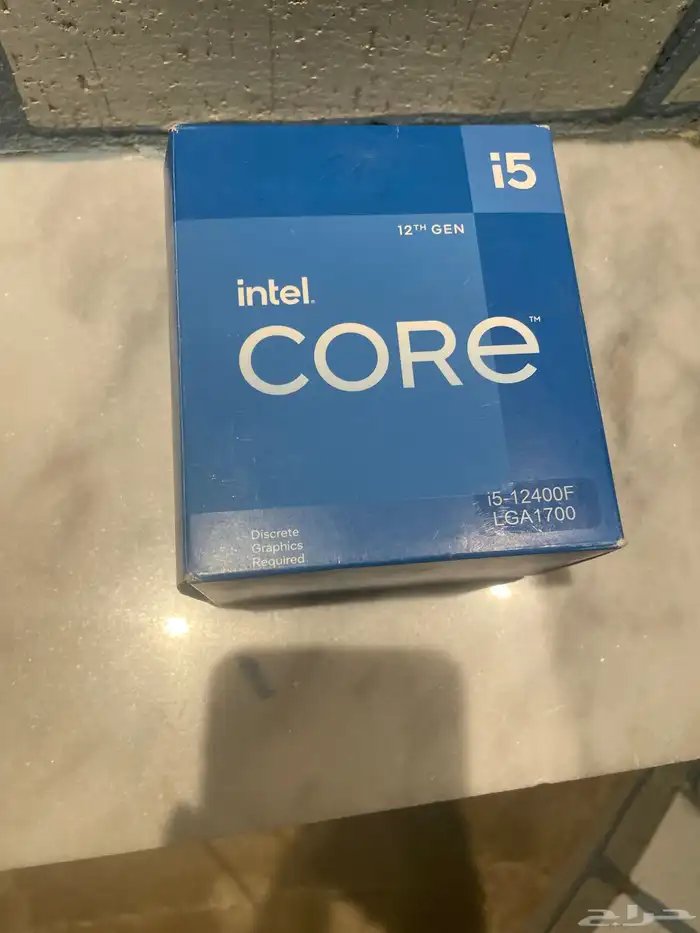 i5
12TH GEN
intel.
CORe™
i5-12400F
LGA1700
Discrete
Graphics
Required
حراج